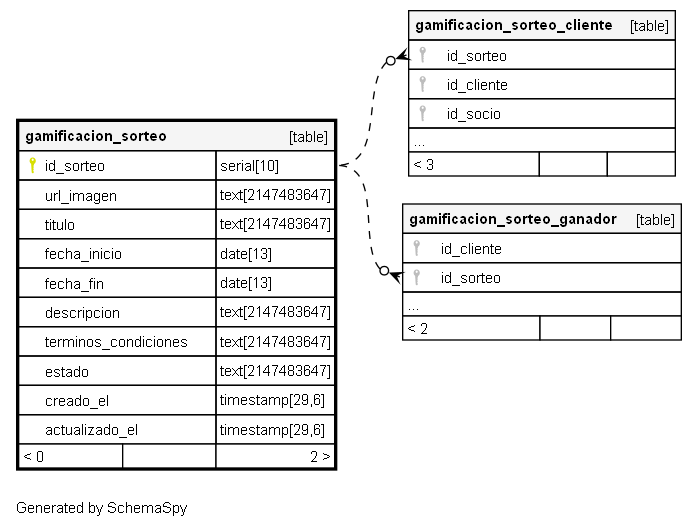 gamificacion_sorteo_cliente [table]
id_sorteo
id_cliente
id_socio
...
< 3
gamificacion_sorteo [table]
id_sorteo serial[10]
url_imagen text[2147483647]
titulo text[2147483647]
fecha_inicio date[13]
fecha_fin date[13]
descripcion text[2147483647]
terminos_condiciones text[2147483647]
estado text[2147483647]
creado_el timestamp[29,6]
actualizado_el timestamp[29,6]
< 0 2 >
gamificacion_sorteo_ganador [table]
id_cliente
id_sorteo
...
< 2
Generated by SchemaSpy